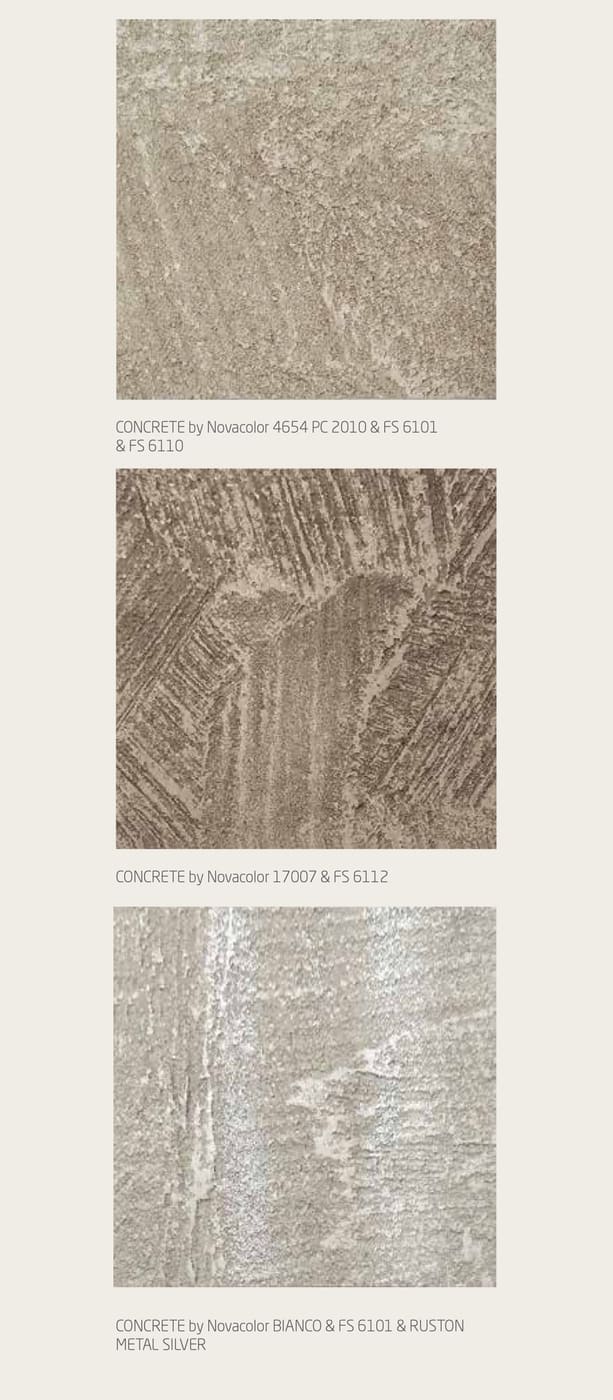 CONCRETE by Novacolor 4654 PC 2010 & FS 6101
& FS 6110
CONCRETE by Novacolor 17007 & FS 6112
CONCRETE by Novacolor BIANCO & FS 6101 & RUSTON
METAL SILVER